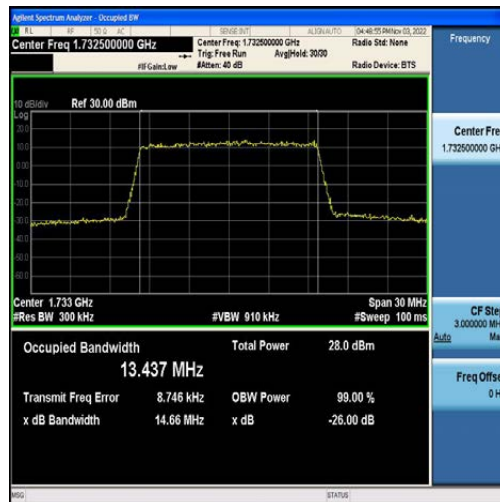 Agilent Spectrum Analyzer - Occupied BW
RL RF 50 Ω AC SENSE:INT ALIGNAUTO 04:48:55 PM Nov 03, 2022
Center Freq 1.732500000 GHz Center Freq: 1.732500000 GHz Radio Std: None Frequency
Trig: Free Run Avg|Hold: 30/30
#IFGain:Low #Atten: 40 dB Radio Device: BTS
10 dB/div Ref 30.00 dBm
Log
20.0
10.0
0.00
-10.0
-20.0
-30.0
-40.0
-50.0
-60.0
Center Fre
1.732500000 GH
Center 1.733 GHz Span 30 MHz
#Res BW 300 kHz #VBW 910 kHz #Sweep 100 ms
CF Ste
3.000000 MH
Auto Ma
Occupied Bandwidth Total Power 28.0 dBm
13.437 MHz
Transmit Freq Error 8.746 kHz OBW Power 99.00 %
x dB Bandwidth 14.66 MHz x dB -26.00 dB
Freq Offse
0 H
MSG STATUS